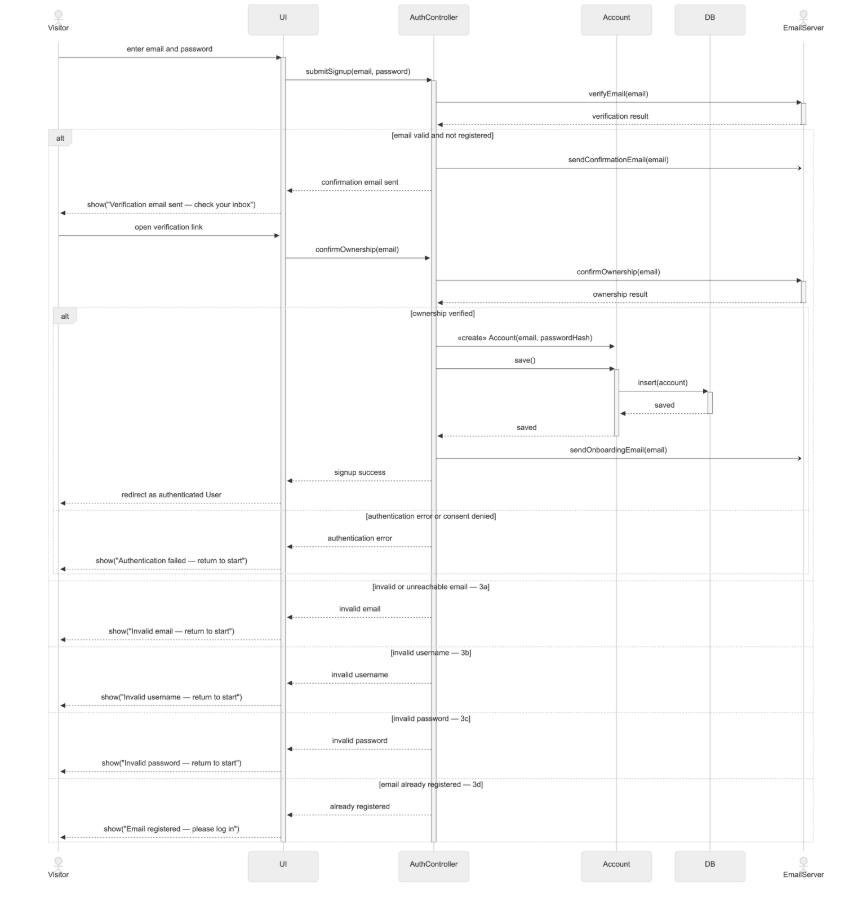 Visitor
UI
AuthController
Account
DB
EmailServer
enter email and password
submitSignup(email, password)
verifyEmail(email)
verification result
alt
[email valid and not registered]
sendConfirmationEmail(email)
confirmation email sent
show("Verification email sent — check your inbox")
open verification link
confirmOwnership(email)
confirmOwnership(email)
ownership result
alt
[ownership verified]
«create» Account(email, passwordHash)
save()
insert(account)
saved
saved
sendOnboardingEmail(email)
signup success
redirect as authenticated User
[authentication error or consent denied]
authentication error
show("Authentication failed — return to start")
[invalid or unreachable email — 3a]
invalid email
show("Invalid email — return to start")
[invalid username — 3b]
invalid username
show("Invalid username — return to start")
[invalid password — 3c]
invalid password
show("Invalid password — return to start")
[email already registered — 3d]
already registered
show("Email registered — please log in")
Visitor
UI
AuthController
Account
DB
EmailServer